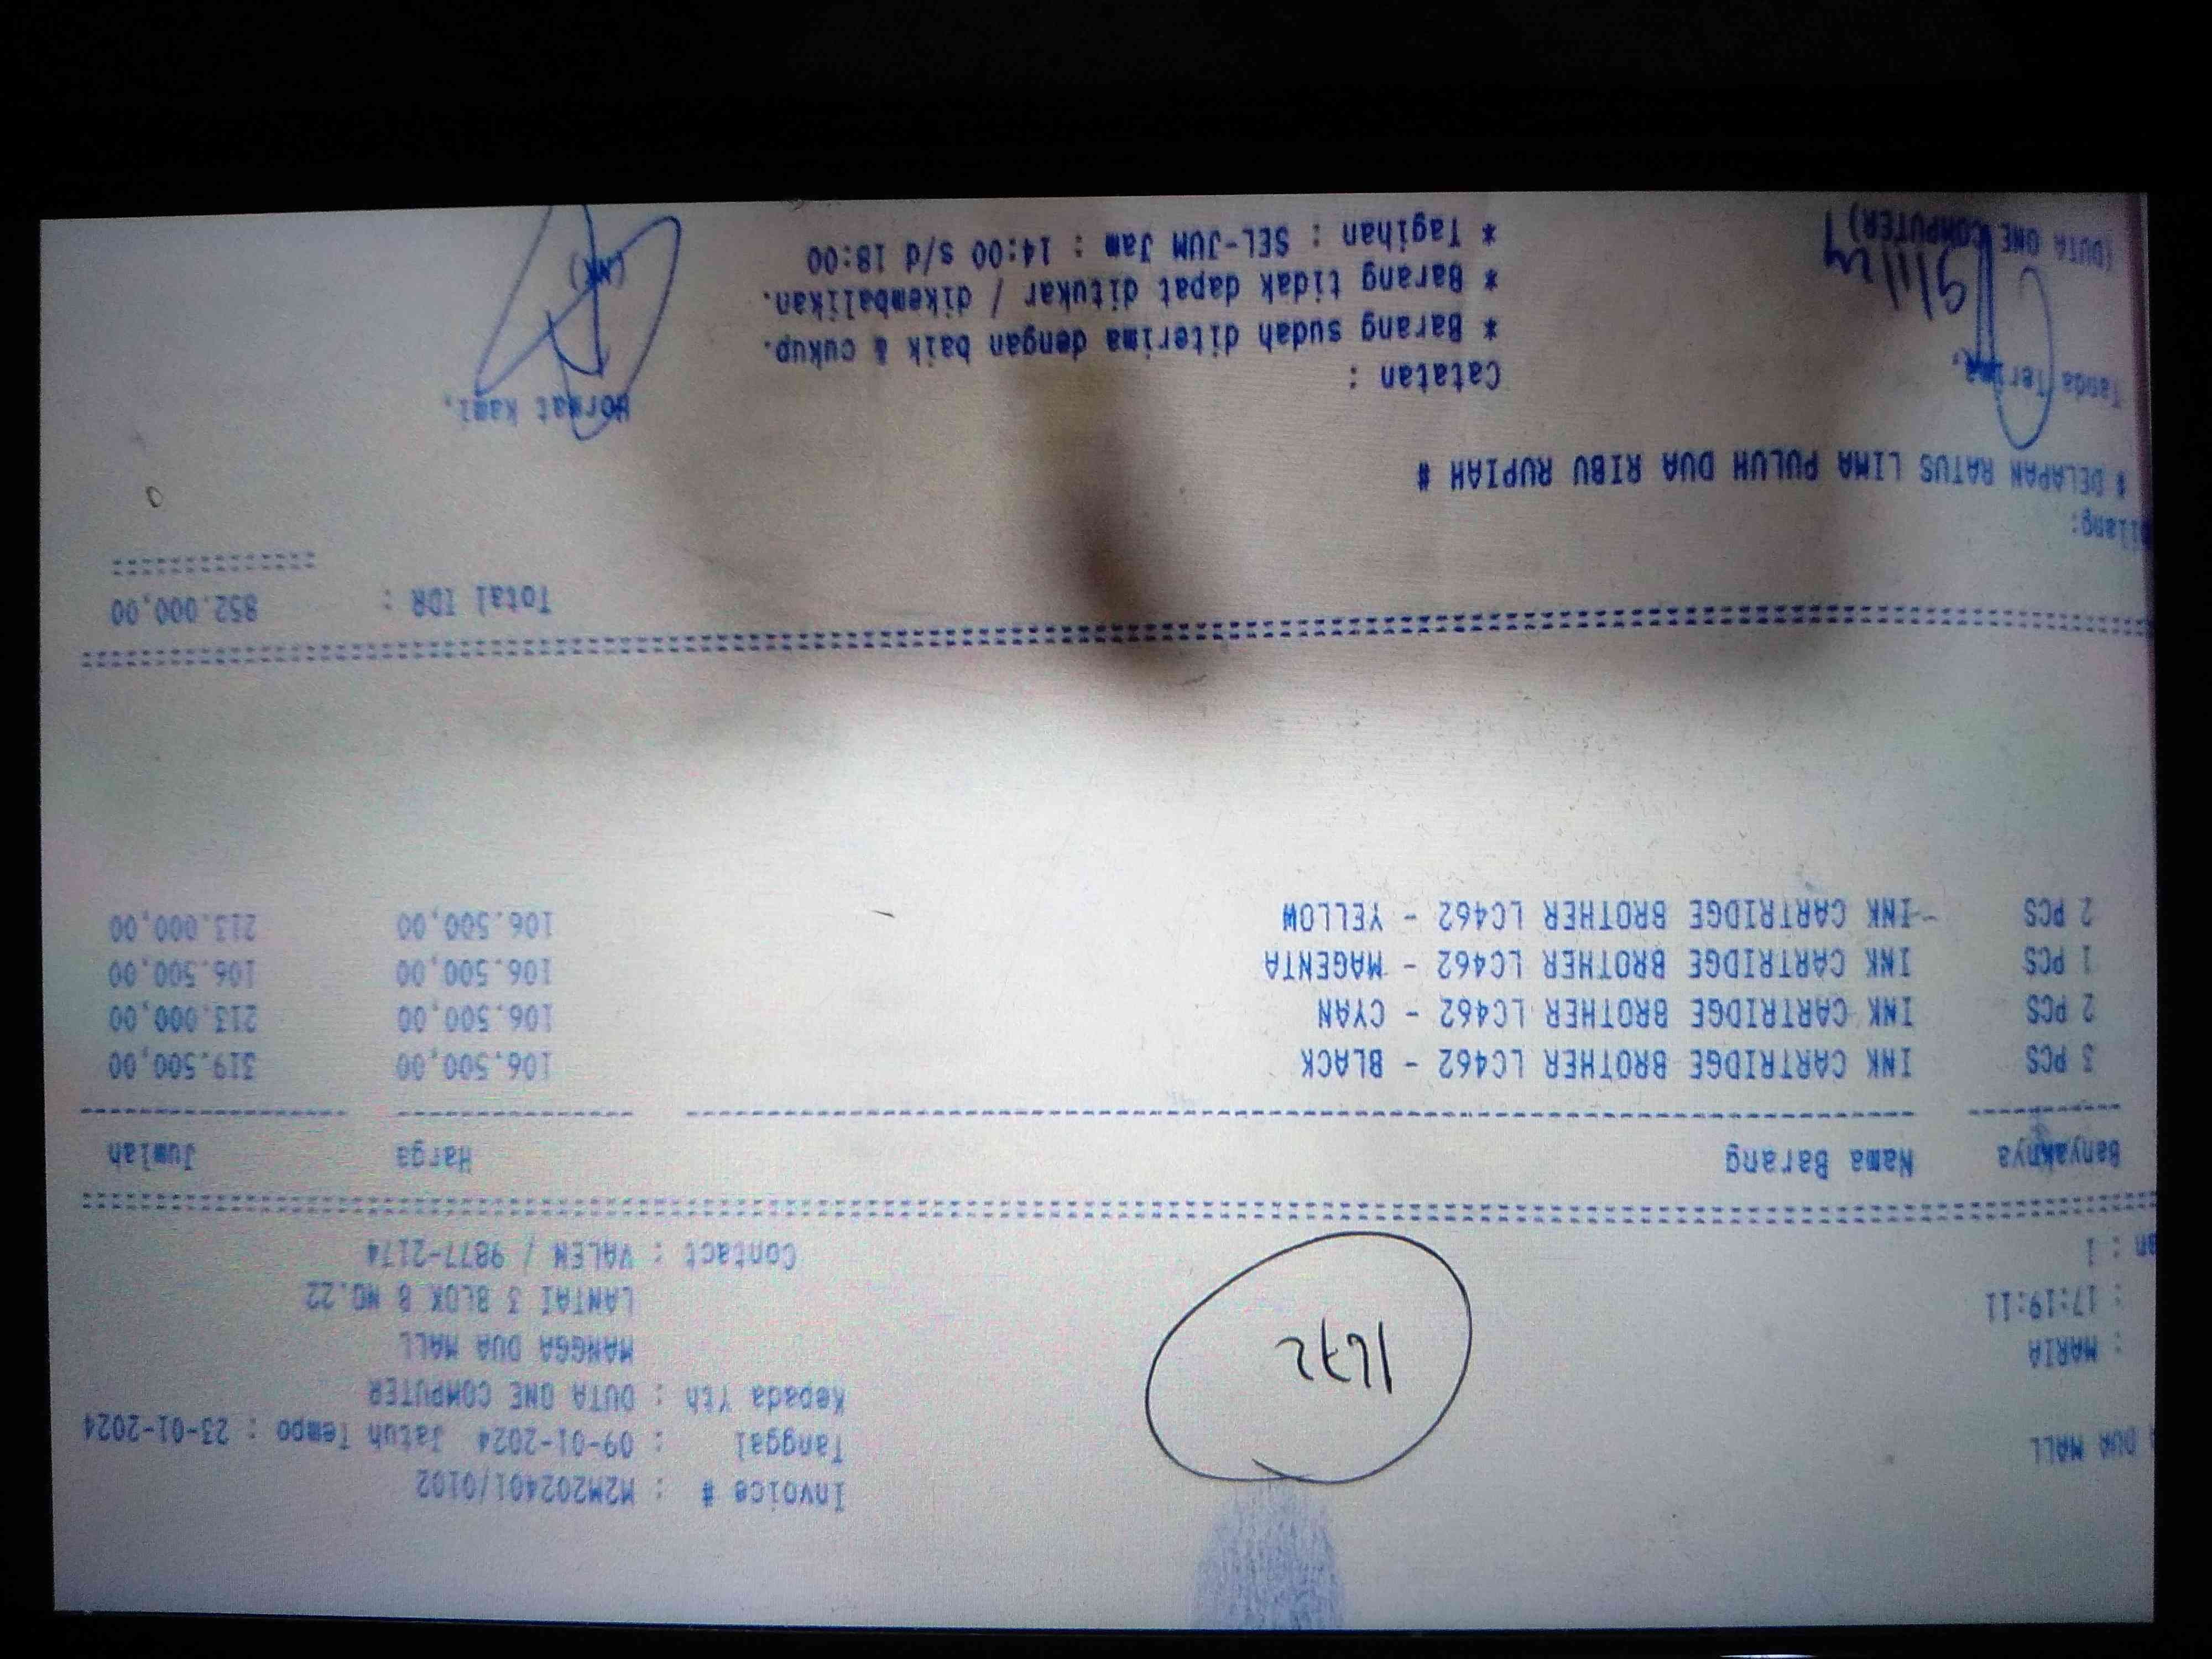 Invoice # : M2M202401/0102
DUA MALL Tanggal : 09-01-2024 Jatuh Tempo : 23-01-2024
Kepada Yth : DUTA ONE COMPUTER
: MARIA MANGGA DUA MALL
: 17:19:11 LANTAI 3 BLOK B NO.22
: 1 Contact : VALEN / 9877-2174
Banyaknya Nama Barang Harga Jumlah
3 PCS INK CARTRIDGE BROTHER LC462 - BLACK 106.500,00 319.500,00
2 PCS INK CARTRIDGE BROTHER LC462 - CYAN 106.500,00 213.000,00
1 PCS INK CARTRIDGE BROTHER LC462 - MAGENTA 106.500,00 106.500,00
2 PCS INK CARTRIDGE BROTHER LC462 - YELLOW 106.500,00 213.000,00
Total IDR : 852.000,00
# DELAPAN RATUS LIMA PULUH DUA RIBU RUPIAH #
Tanda Terima, Catatan : Hormat Kami,
* Barang sudah diterima dengan baik & cukup.
* Barang tidak dapat ditukar / dikembalikan.
(DUTA ONE COMPUTER) * Tagihan : SEL-JUM Jam : 14:00 s/d 18:00